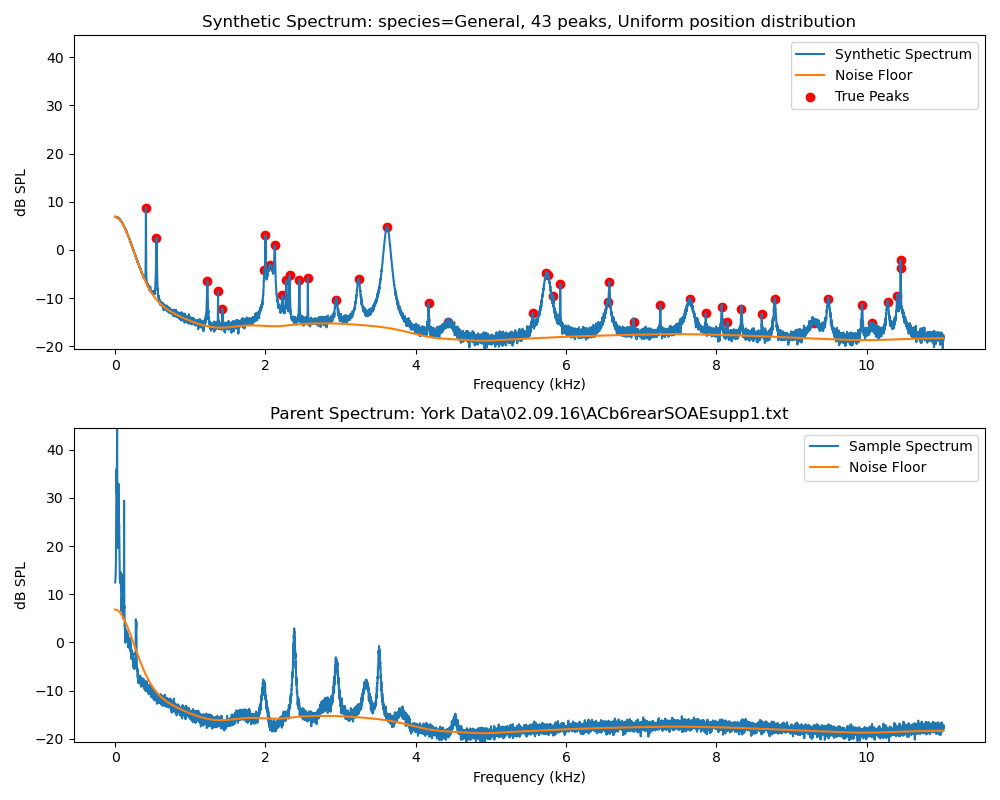 Synthetic Spectrum: species=General, 43 peaks, Uniform position distribution
40
30
20
10
0
−10
−20
dB SPL
Synthetic Spectrum
Noise Floor
True Peaks
0 2 4 6 8 10
Frequency (kHz)
Parent Spectrum: York Data\02.09.16\ACb6rearSOAEsupp1.txt
40
30
20
10
0
−10
−20
dB SPL
Sample Spectrum
Noise Floor
0 2 4 6 8 10
Frequency (kHz)